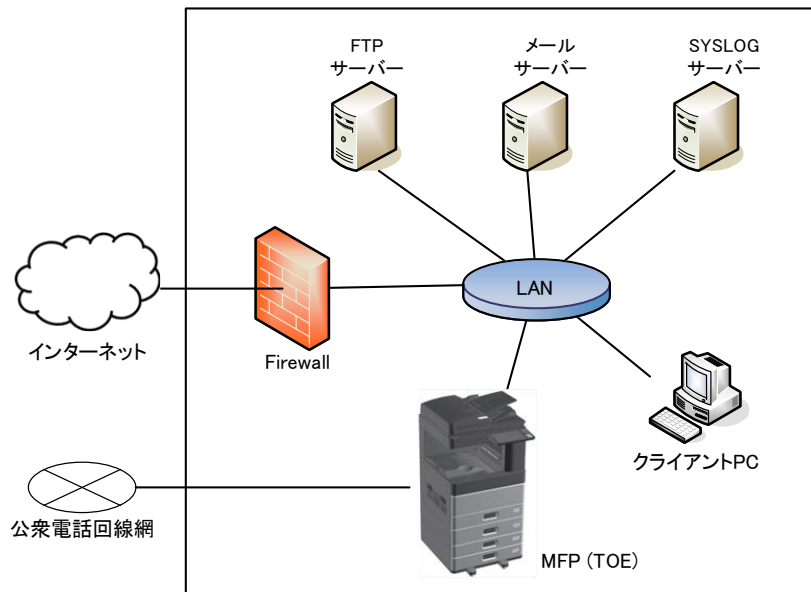 FTP
サーバー
メール
サーバー
SYSLOG
サーバー
LAN
インターネット
Firewall
クライアントPC
公衆電話回線網
MFP (TOE)